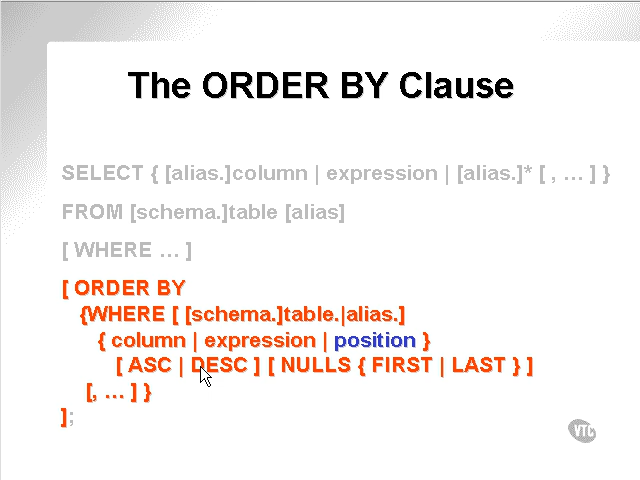 The ORDER BY Clause
SELECT { [alias.]column | expression | [alias.]* [ , … ] }
FROM [schema.]table [alias]
[ WHERE … ]
[ ORDER BY
{WHERE [ [schema.]table.|alias.]
{ column | expression | position }
[ ASC | DESC ] [ NULLS { FIRST | LAST } ]
[, … ] }
];
VTC